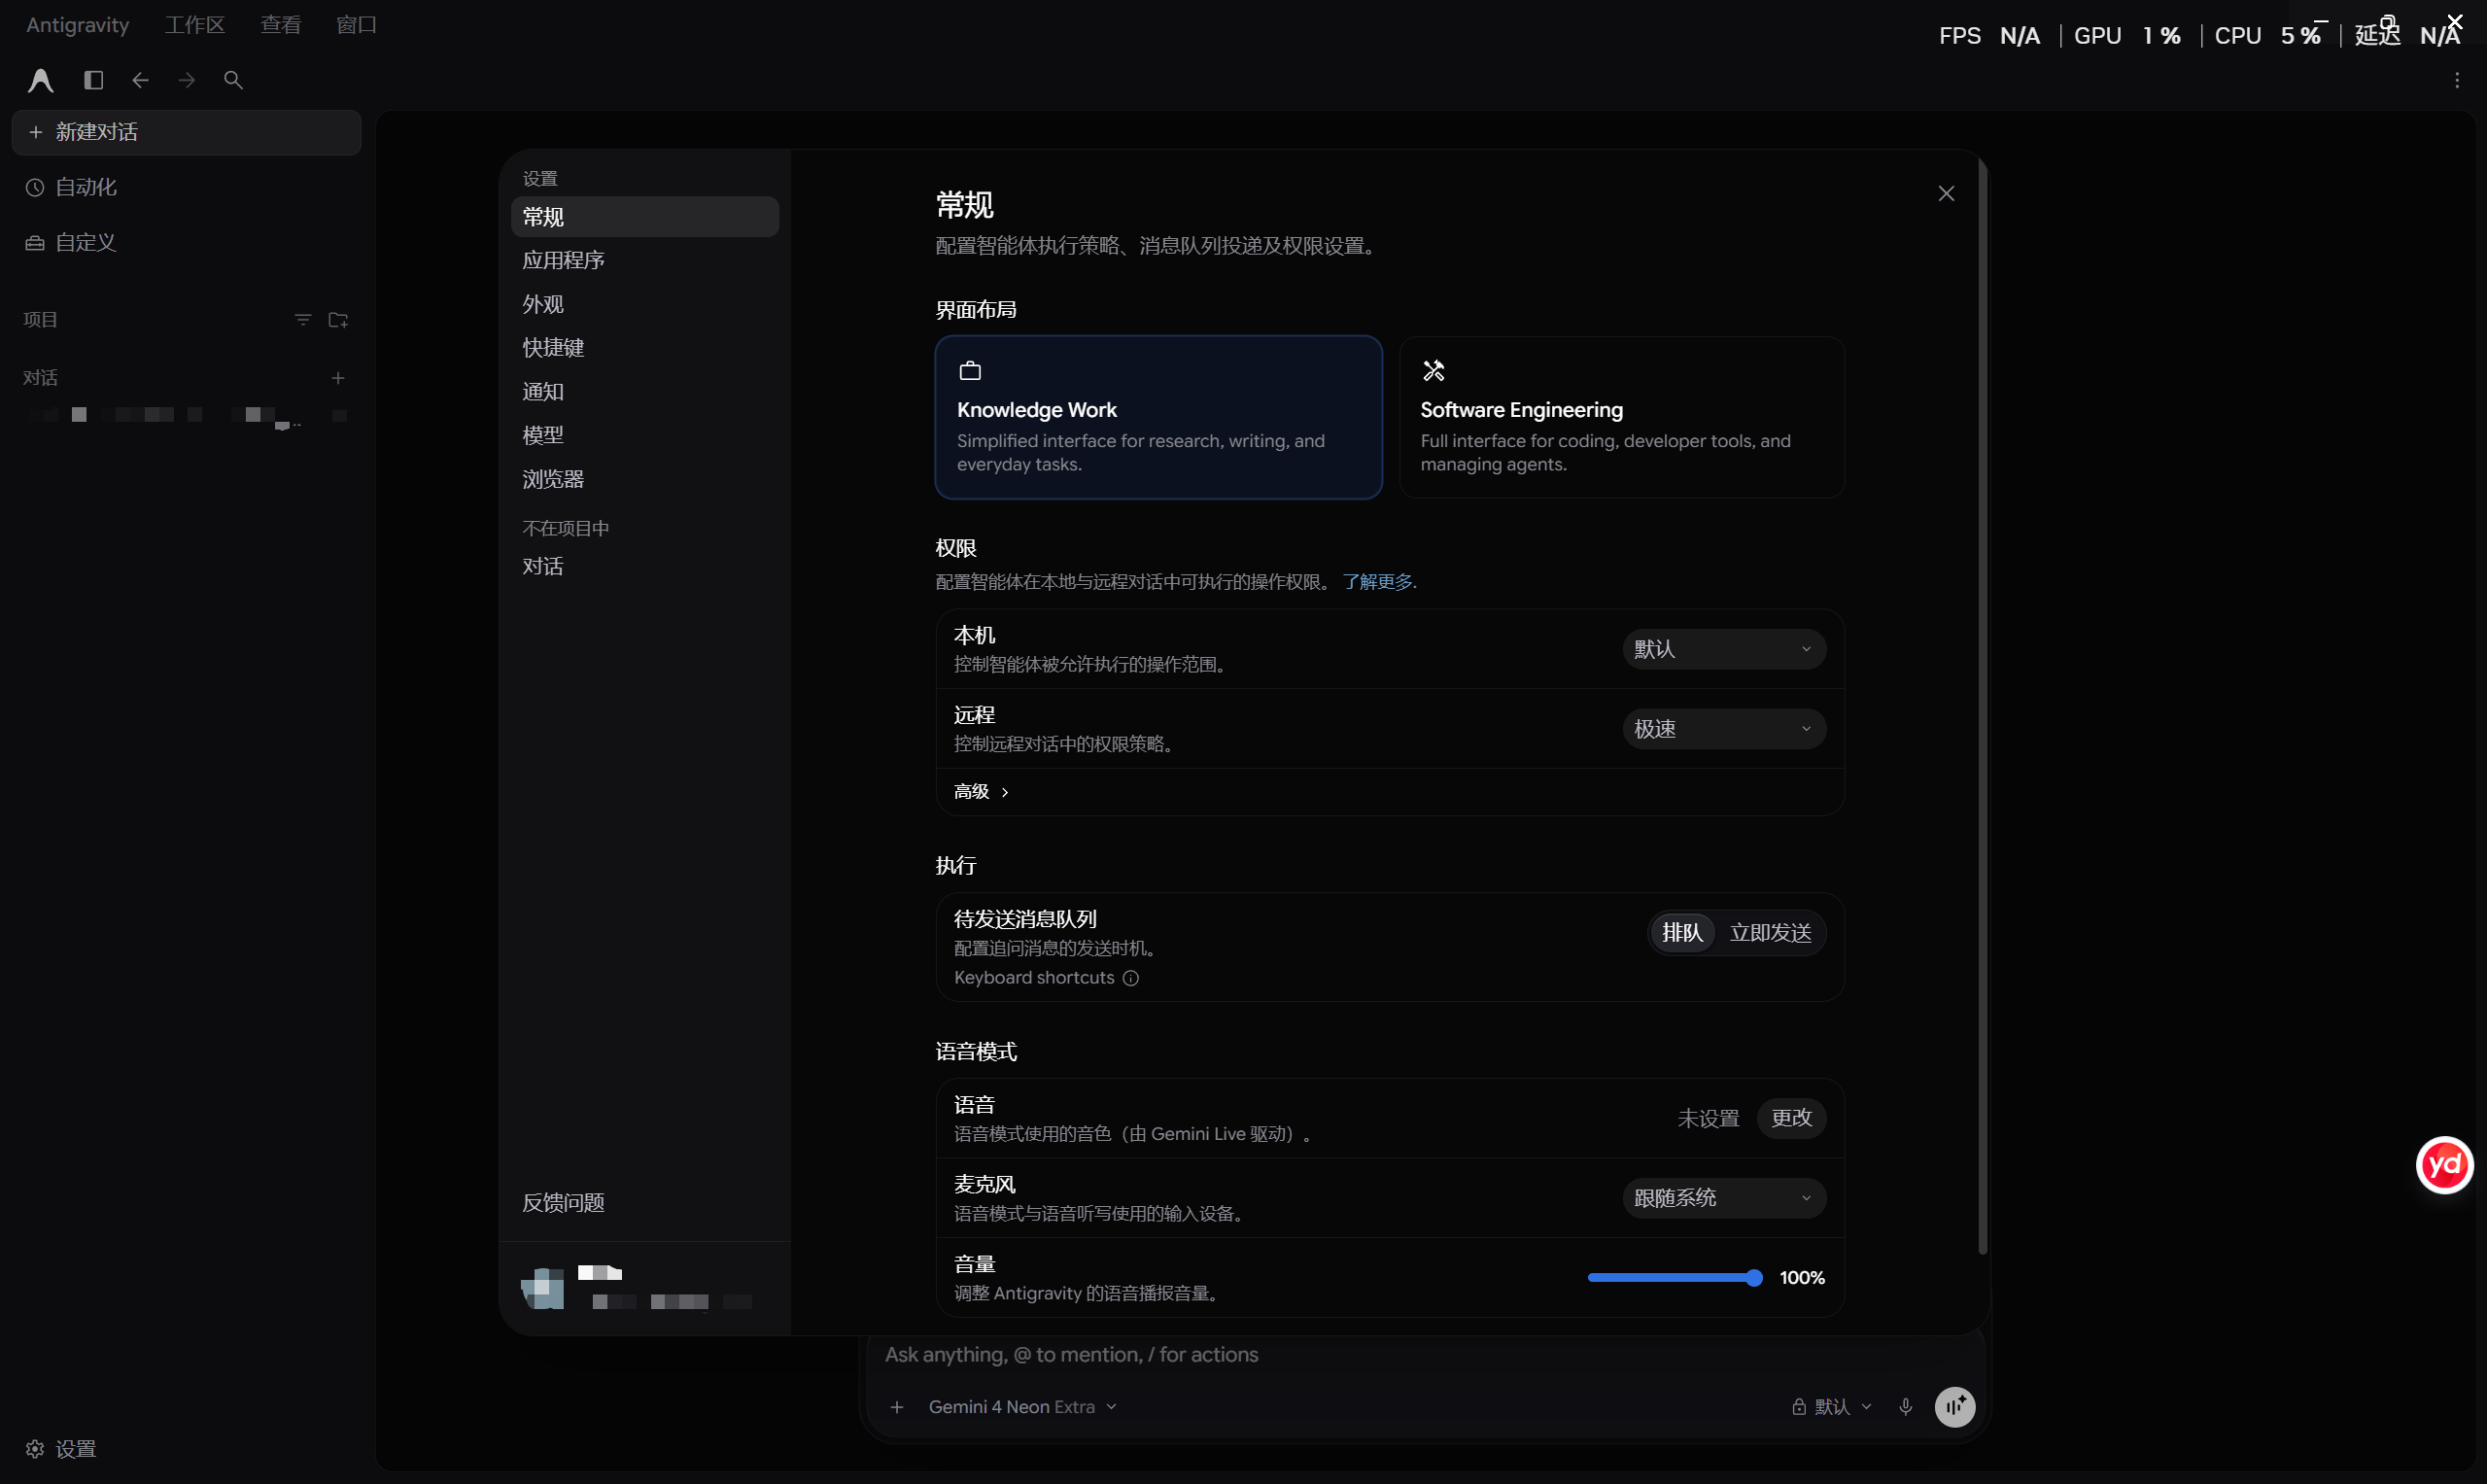 Antigravity 工作区 查看 窗口
FPS N/A | GPU 1 % | CPU 5 % | 延迟 N/A
新建对话
自动化
自定义
项目
对话
设置
设置
常规
应用程序
外观
快捷键
通知
模型
浏览器
不在项目中
对话
反馈问题
常规
配置智能体执行策略、消息队列投递及权限设置。
界面布局
Knowledge Work
Simplified interface for research, writing, and
everyday tasks.
Software Engineering
Full interface for coding, developer tools, and
managing agents.
权限
配置智能体在本地与远程对话中可执行的操作权限。 了解更多.
本机
控制智能体被允许执行的操作范围。
默认
远程
控制远程对话中的权限策略。
极速
高级
执行
待发送消息队列
配置追问消息的发送时机。
Keyboard shortcuts
排队 立即发送
语音模式
语音
语音模式使用的音色（由 Gemini Live 驱动）。
未设置 更改
麦克风
语音模式与语音听写使用的输入设备。
跟随系统
音量
调整 Antigravity 的语音播报音量。
100%
Ask anything, @ to mention, / for actions
Gemini 4 Neon Extra
默认
yd